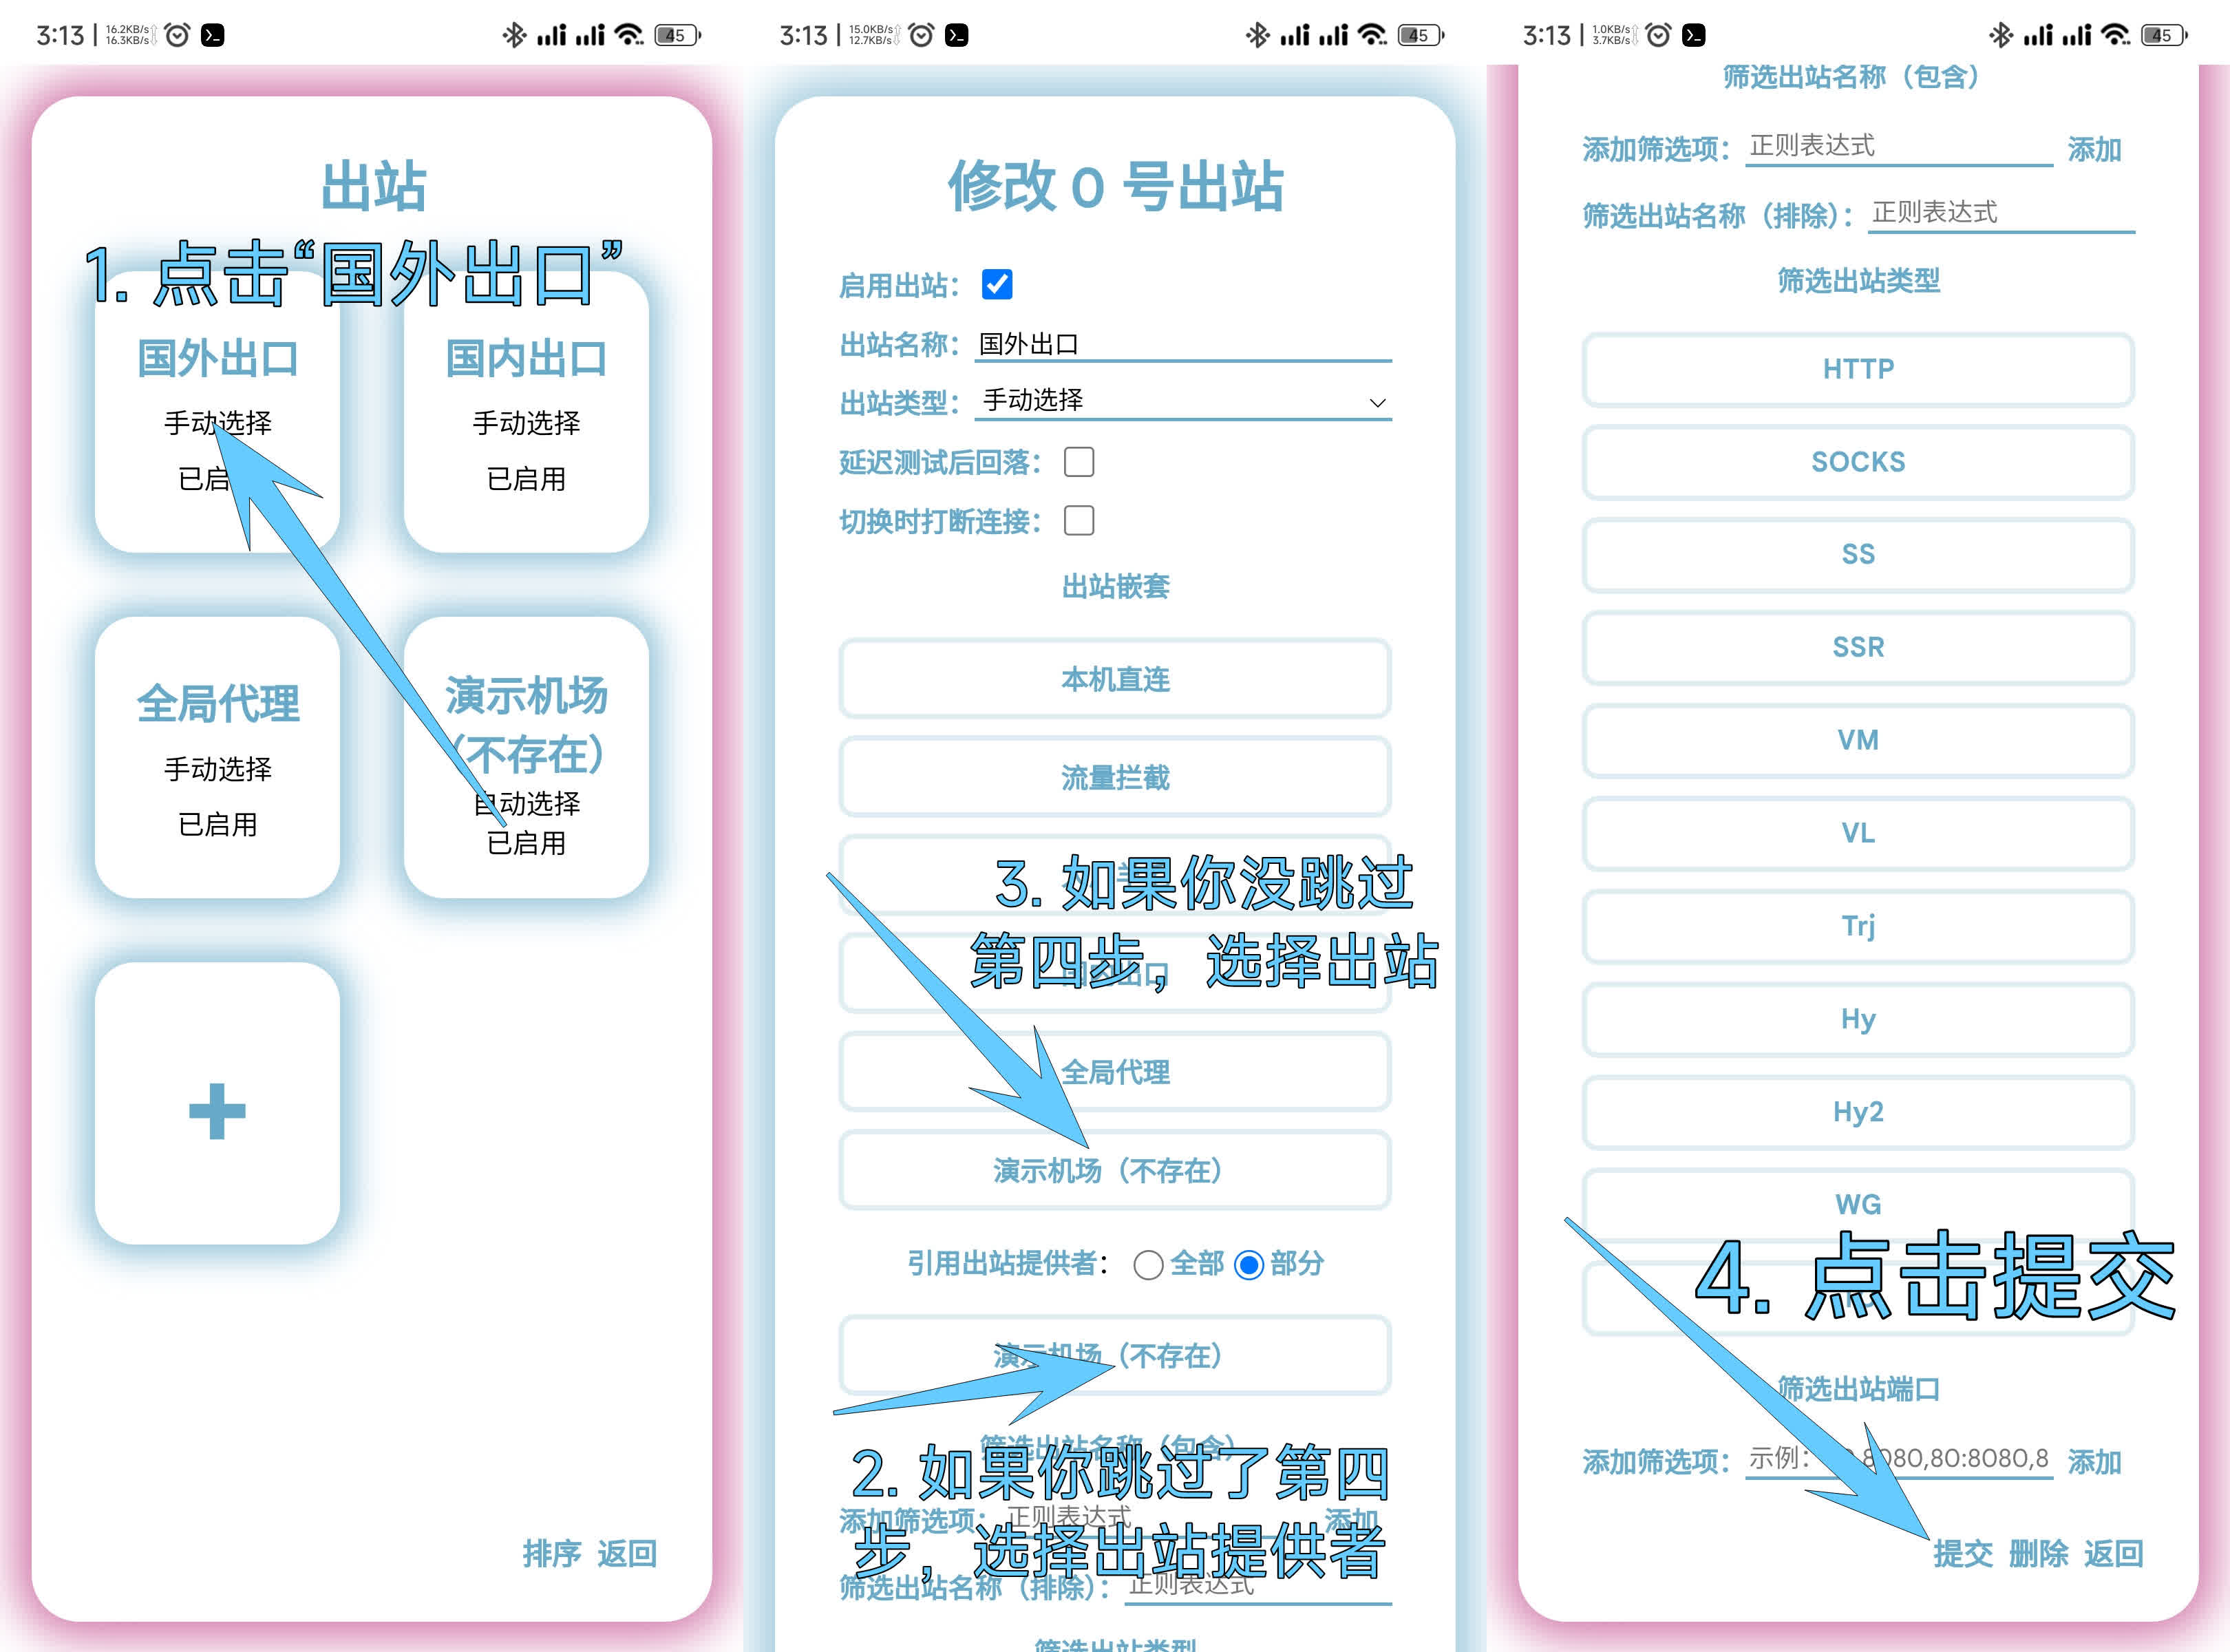 3:13
16.2KB/s
16.3KB/s
45
出站
1. 点击“国外出口”
国外出口
国内出口
手动选择
手动选择
已启
已启用
全局代理
演示机场
（不存在）
手动选择
自动选择
已启用
已启用
+
排序 返回
3:13
15.0KB/s
12.7KB/s
45
修改 0 号出站
启用出站：
出站名称： 国外出口
出站类型： 手动选择
延迟测试后回落：
切换时打断连接：
出站嵌套
本机直连
流量拦截
3. 如果你没跳过
第四步，选择出站
全局代理
演示机场（不存在）
引用出站提供者： 全部 部分
演示机场（不存在）
筛选出站名称（包含）
2. 如果你跳过了第四
添加筛选项： 正则表达式 添加
步，选择出站提供者
筛选出站名称（排除）： 正则表达式
筛选出站类型
3:13
1.0KB/s
3.7KB/s
45
筛选出站名称（包含）
添加筛选项： 正则表达式 添加
筛选出站名称（排除）： 正则表达式
筛选出站类型
HTTP
SOCKS
SS
SSR
VM
VL
Trj
Hy
Hy2
WG
4. 点击提交
筛选出站端口
添加筛选项： 示例： 8080,80:8080,8 添加
提交 删除 返回